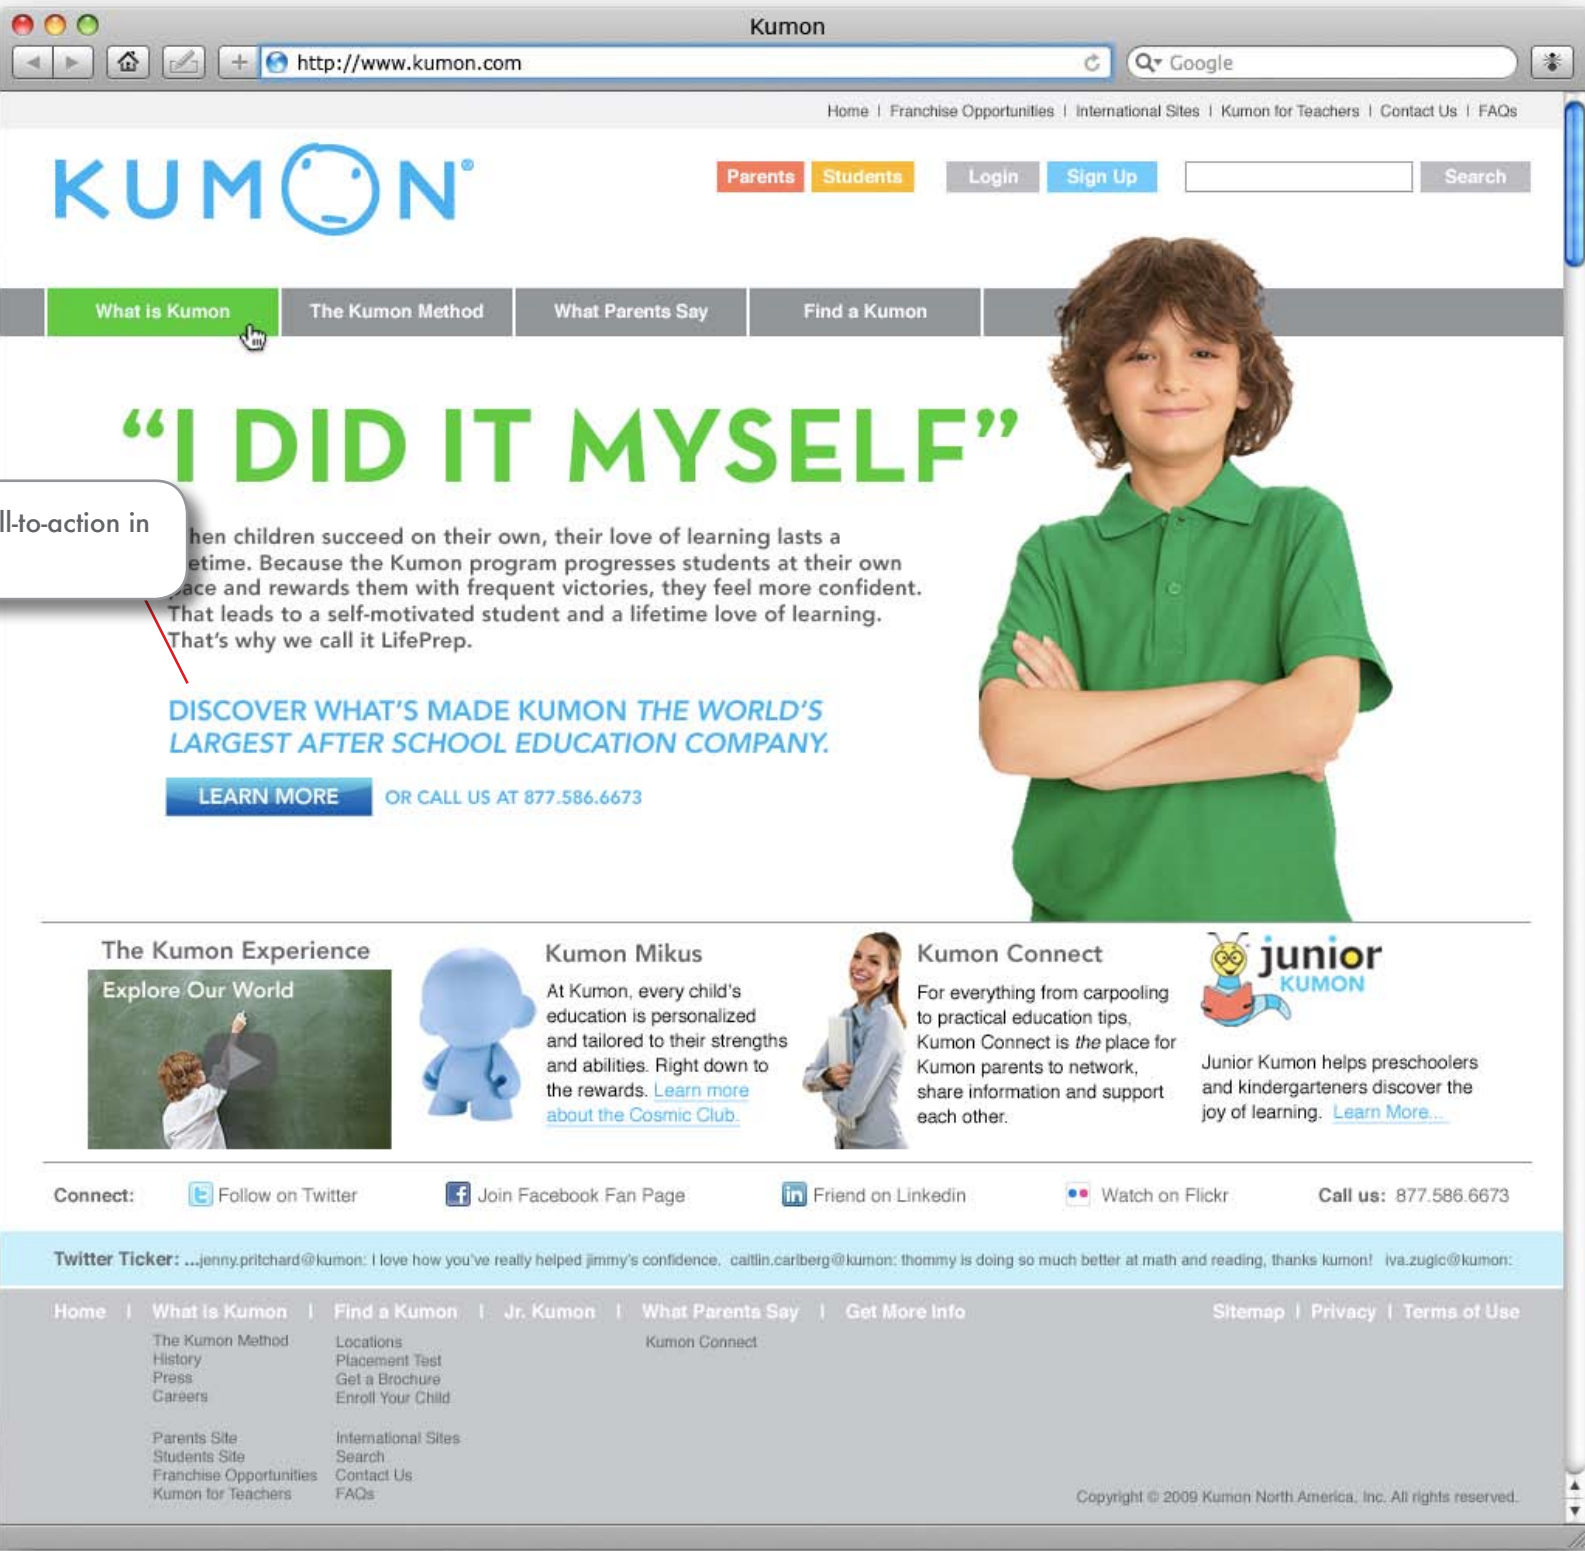 Kumon
http://www.kumon.com
Google
Home | Franchise Opportunities | International Sites | Kumon for Teachers | Contact Us | FAQs
KUMON®
Parents Students Login Sign Up Search
What is Kumon The Kumon Method What Parents Say Find a Kumon
“I DID IT MYSELF”
ll-to-action in
hen children succeed on their own, their love of learning lasts a
etime. Because the Kumon program progresses students at their own
pace and rewards them with frequent victories, they feel more confident.
That leads to a self-motivated student and a lifetime love of learning.
That’s why we call it LifePrep.
DISCOVER WHAT’S MADE KUMON THE WORLD’S
LARGEST AFTER SCHOOL EDUCATION COMPANY.
LEARN MORE OR CALL US AT 877.586.6673
The Kumon Experience
Explore Our World
Kumon Mikus
At Kumon, every child’s
education is personalized
and tailored to their strengths
and abilities. Right down to
the rewards. Learn more
about the Cosmic Club.
Kumon Connect
For everything from carpooling
to practical education tips,
Kumon Connect is the place for
Kumon parents to network,
share information and support
each other.
junior
KUMON
Junior Kumon helps preschoolers
and kindergarteners discover the
joy of learning. Learn More...
Connect: Follow on Twitter Join Facebook Fan Page Friend on Linkedin Watch on Flickr Call us: 877.586.6673
Twitter Ticker: ...jenny.pritchard@kumon: I love how you’ve really helped jimmy’s confidence. caitlin.carlberg@kumon: thommy is doing so much better at math and reading, thanks kumon! iva.zugic@kumon:
Home | What is Kumon | Find a Kumon | Jr. Kumon | What Parents Say | Get More Info Sitemap | Privacy | Terms of Use
The Kumon Method Locations Kumon Connect
History Placement Test
Press Get a Brochure
Careers Enroll Your Child
Parents Site International Sites
Students Site Search
Franchise Opportunities Contact Us
Kumon for Teachers FAQs
Copyright © 2009 Kumon North America, Inc. All rights reserved.